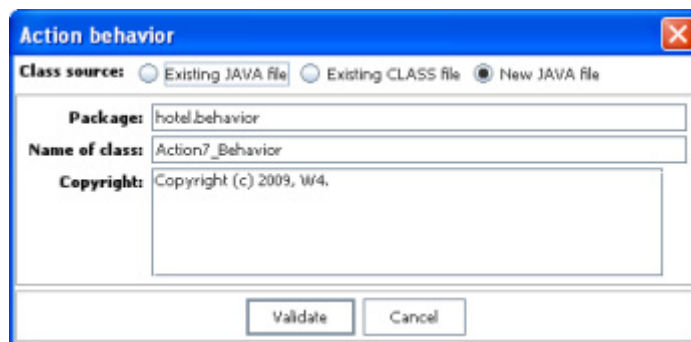 Action behavior
Class source: Existing JAVA file Existing CLASS file New JAVA file
Package: hotel.behavior
Name of class: Action7_Behavior
Copyright: Copyright (c) 2009, W4.
Validate Cancel